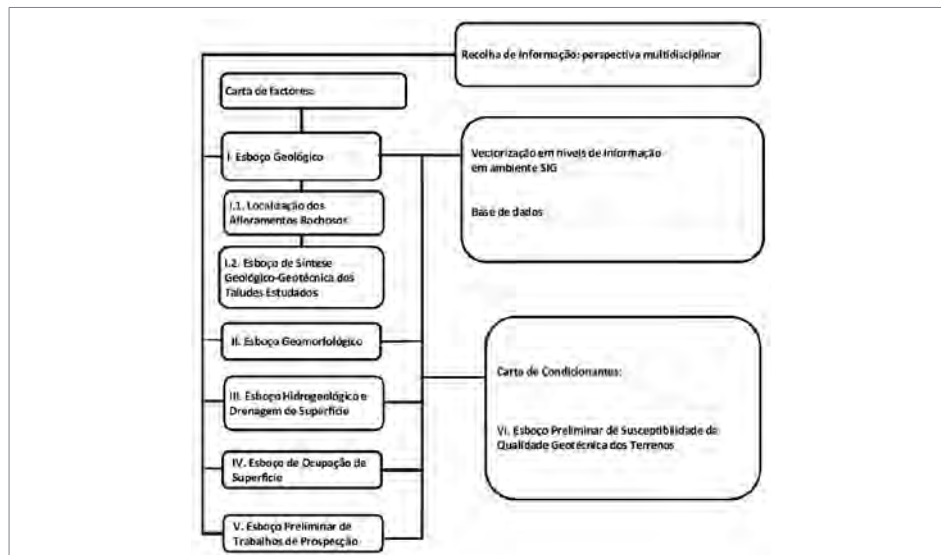 Recolha de informação: perspectiva multidisciplinar
Carta de factores:
I. Esboço Geológico
I.1. Localização dos
Afloramentos Rochosos
I.2. Esboço de Síntese
Geológico-Geotécnica dos
Taludes Estudados
II. Esboço Geomorfológico
III. Esboço Hidrogeológico e
Drenagem de Superfície
IV. Esboço de Ocupação de
Superfície
V. Esboço Preliminar de
Trabalhos de Prospecção
Vectorização em níveis de informação
em ambiente SIG
Base de dados
Carta de Condicionantes:
VI. Esboço Preliminar de Susceptibilidade da
Qualidade Geotécnica dos Terrenos